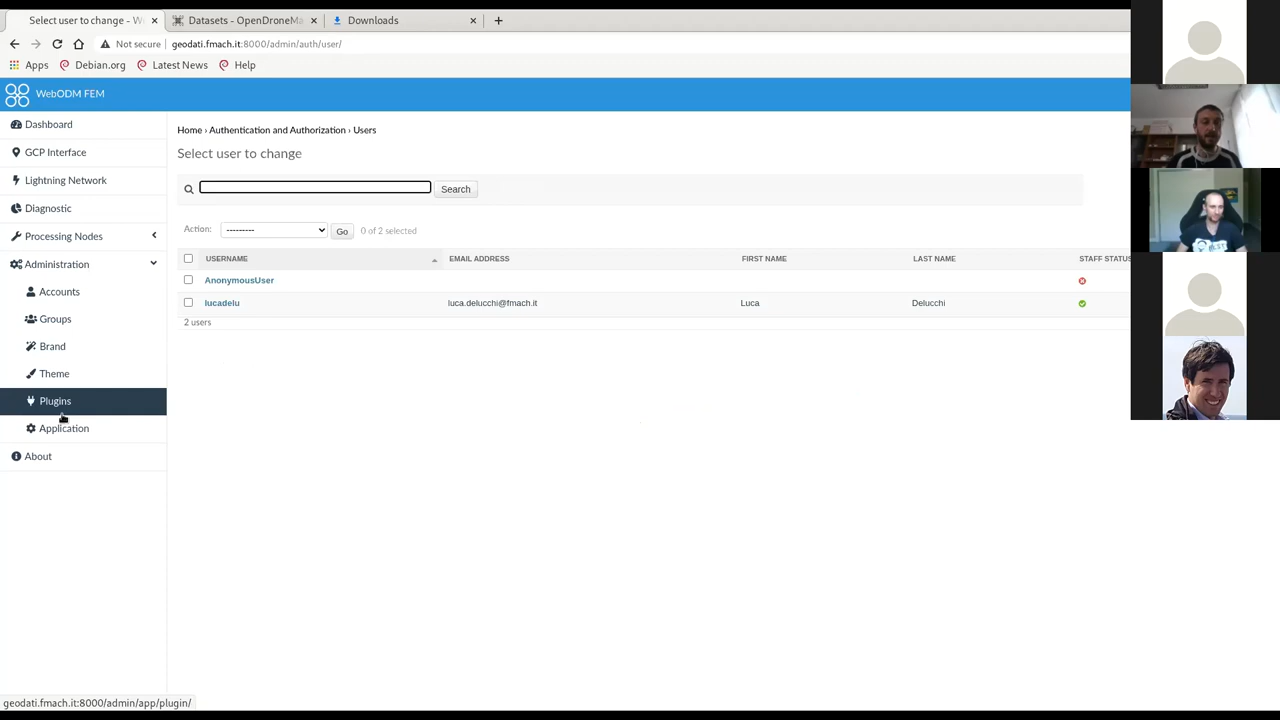 Select user to change - W
Datasets - OpenDroneMa
Downloads
Not secure
geodati.fmach.it:8000/admin/auth/user/
Apps
Debian.org
Latest News
Help
WebODM FEM
Dashboard
GCP Interface
Lightning Network
Diagnostic
Processing Nodes
Administration
Accounts
Groups
Brand
Theme
Plugins
Application
About
Home › Authentication and Authorization › Users
Select user to change
Search
Action:
---------
Go
0 of 2 selected
USERNAME EMAIL ADDRESS FIRST NAME LAST NAME STAFF STATUS
AnonymousUser
lucadelu luca.delucchi@fmach.it Luca Delucchi
2 users
geodati.fmach.it:8000/admin/app/plugin/